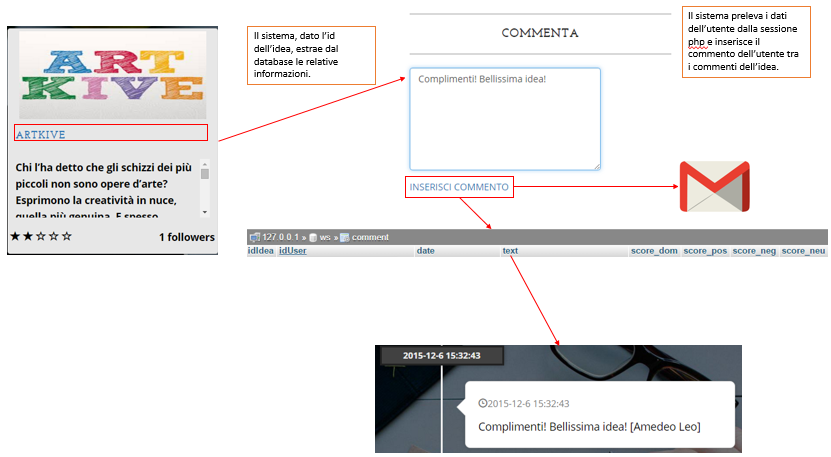 ART
KIVE
ARTKIVE
Chi l'ha detto che gli schizzi dei più
piccoli non sono opere d'arte?
Esprimono la creatività in nuce,
quella più genuina. E spesso
★★☆☆☆ 1 followers
Il sistema, dato l'id
dell'idea, estrae dal
database le relative
informazioni.
COMMENTA
Complimenti! Bellissima idea!
INSERISCI COMMENTO
Il sistema preleva i dati
dell'utente dalla sessione
php e inserisce il
commento dell'utente tra
i commenti dell'idea.
127.0.0.1 » ws » comment
idIdea idUser date text score_dom score_pos score_neg score_neu
2015-12-6 15:32:43
2015-12-6 15:32:43
Complimenti! Bellissima idea! [Amedeo Leo]